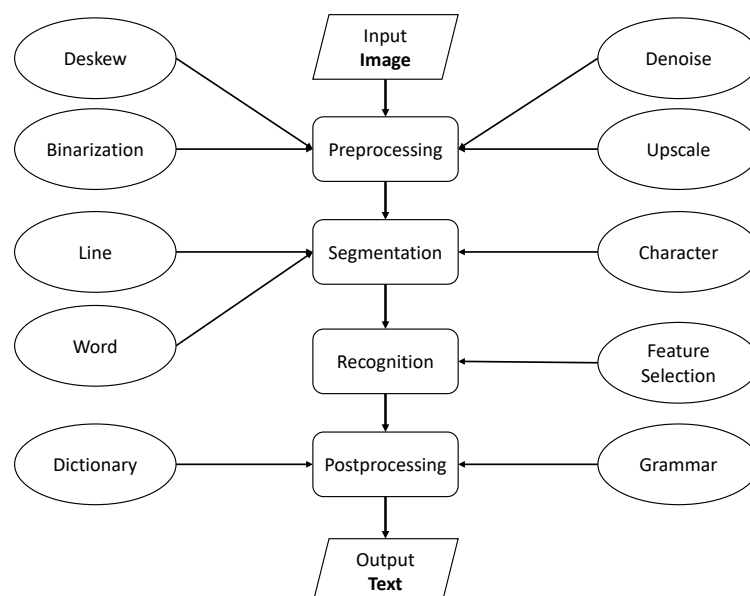 Input
Image
Deskew
Denoise
Binarization
Preprocessing
Upscale
Line
Segmentation
Character
Word
Recognition
Feature
Selection
Dictionary
Postprocessing
Grammar
Output
Text